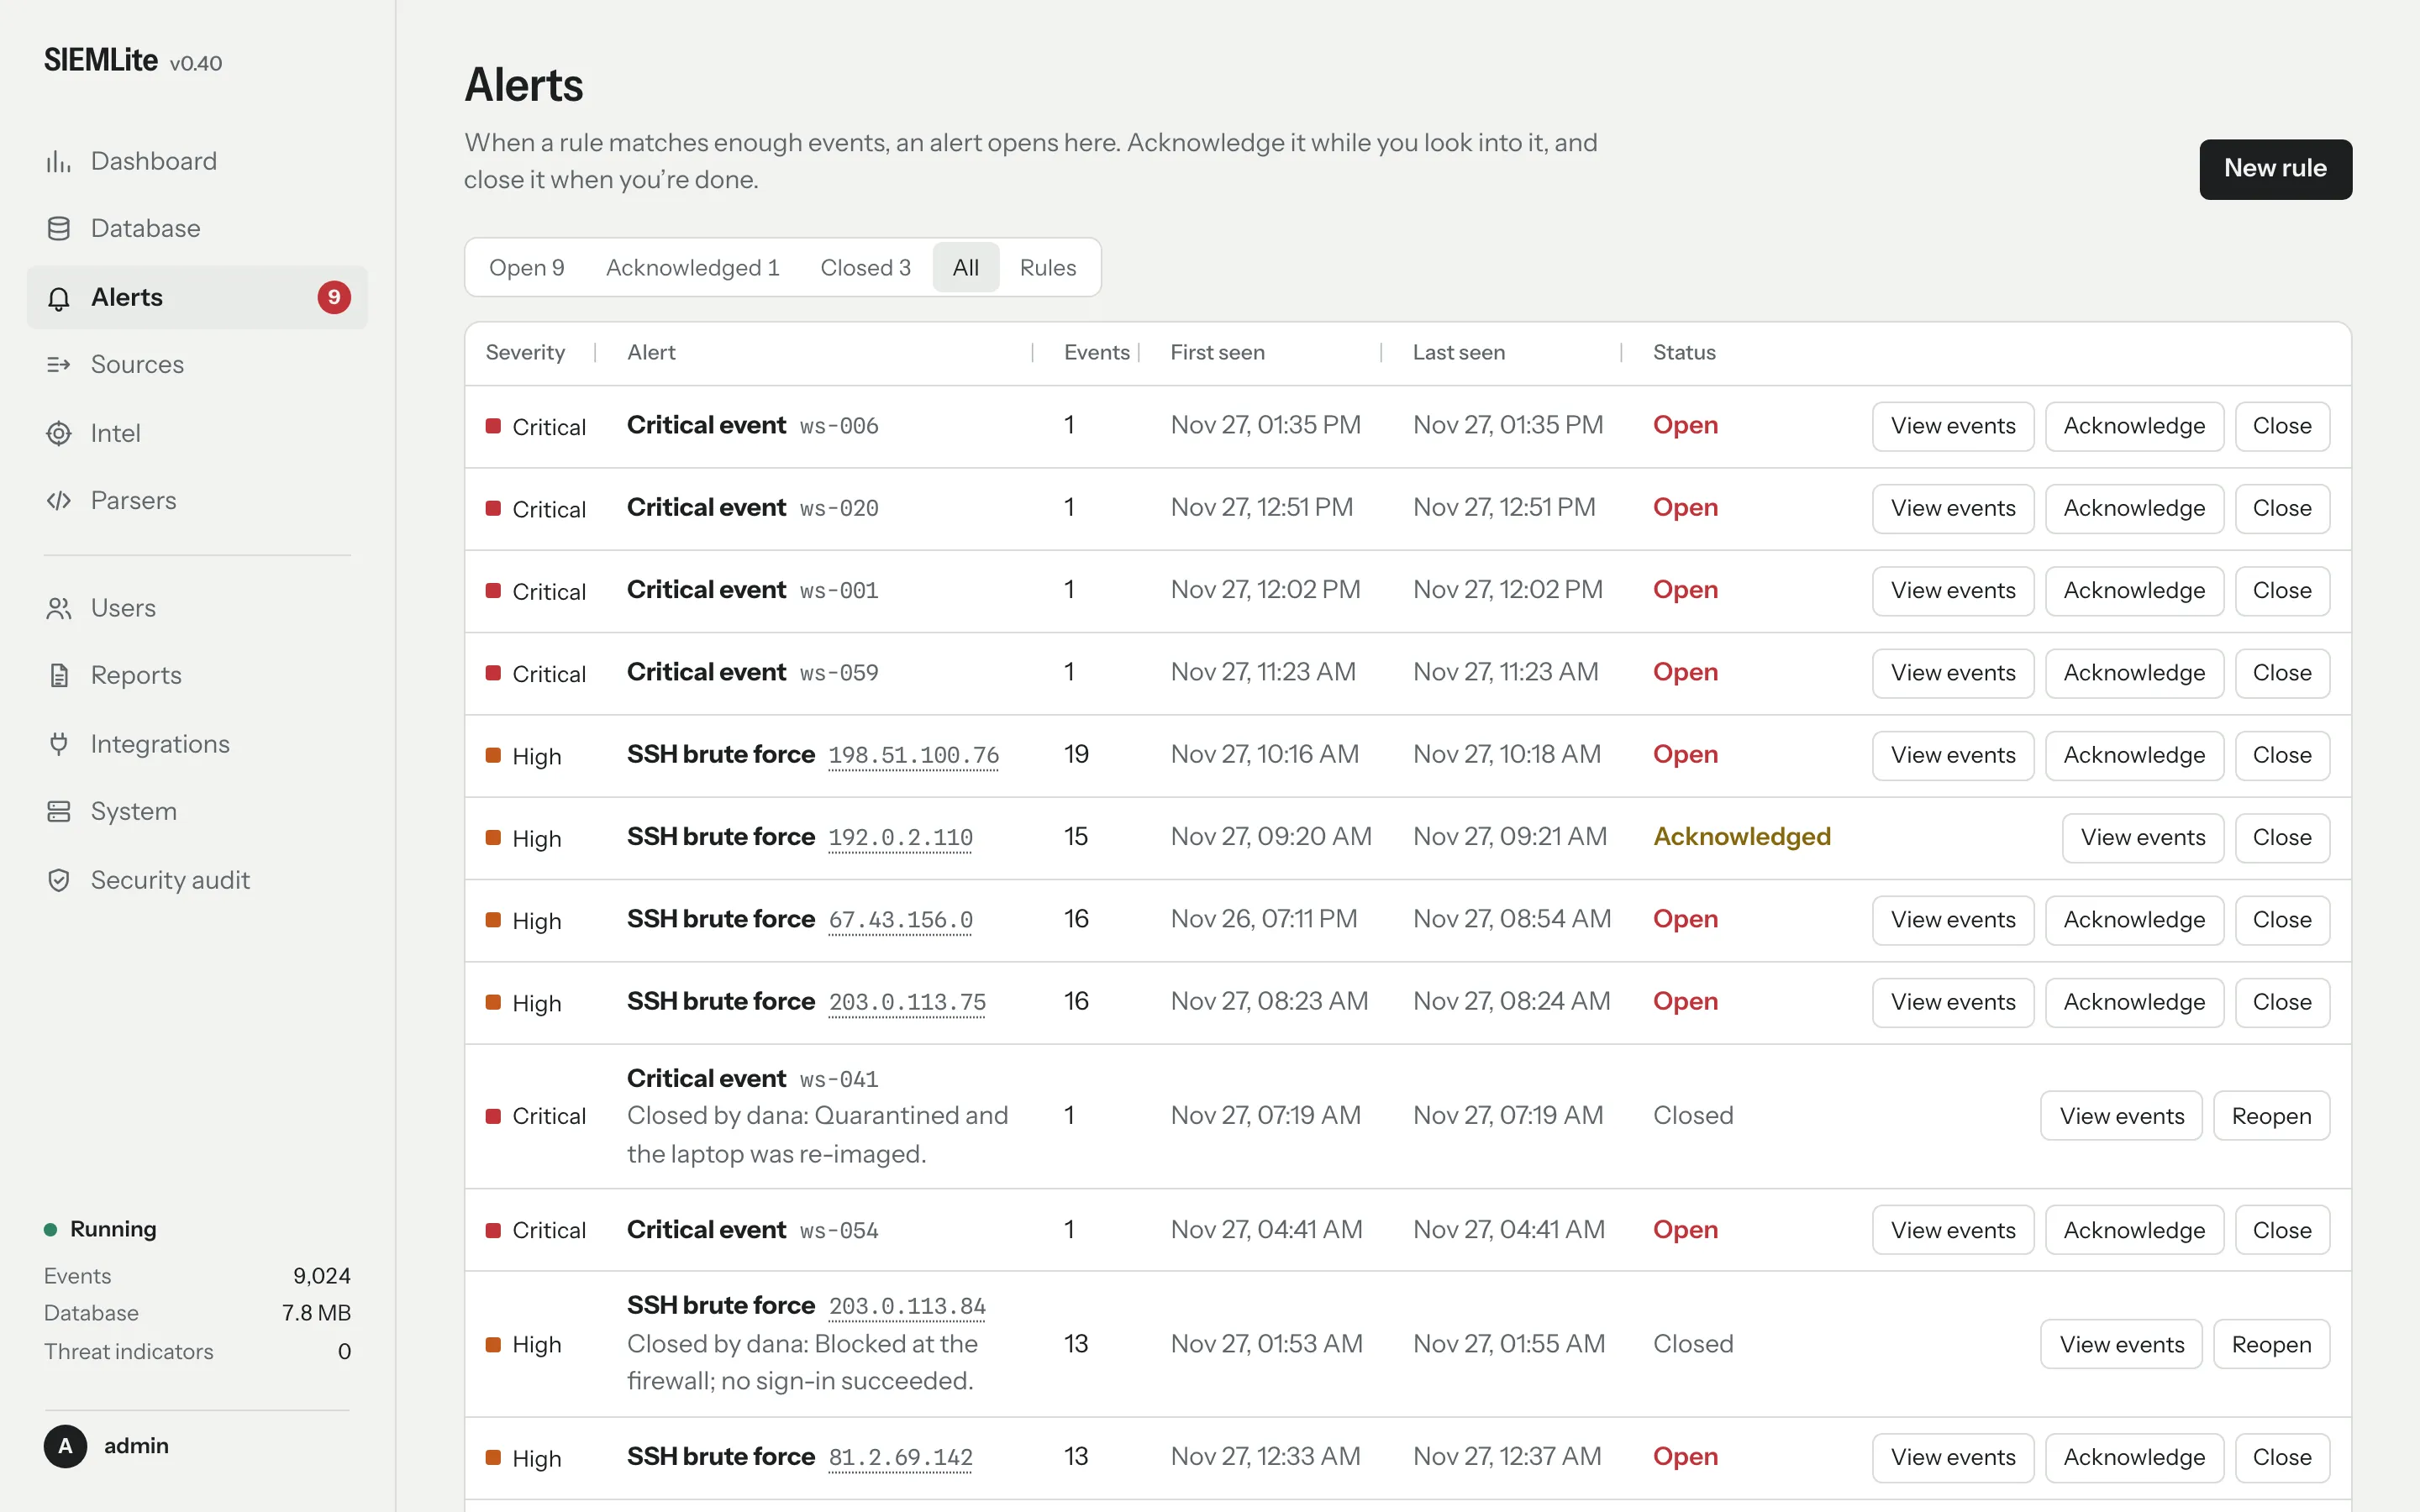 SIEMLite v0.40
Dashboard
Database
Alerts 9
Sources
Intel
Parsers
Users
Reports
Integrations
System
Security audit
Running
Events 9,024
Database 7.8 MB
Threat indicators 0
A admin
Alerts
When a rule matches enough events, an alert opens here. Acknowledge it while you look into it, and
close it when you’re done.
New rule
Open 9 Acknowledged 1 Closed 3 All Rules
Severity Alert Events First seen Last seen Status
Critical Critical event ws-006 1 Nov 27, 01:35 PM Nov 27, 01:35 PM Open View events Acknowledge Close
Critical Critical event ws-020 1 Nov 27, 12:51 PM Nov 27, 12:51 PM Open View events Acknowledge Close
Critical Critical event ws-001 1 Nov 27, 12:02 PM Nov 27, 12:02 PM Open View events Acknowledge Close
Critical Critical event ws-059 1 Nov 27, 11:23 AM Nov 27, 11:23 AM Open View events Acknowledge Close
High SSH brute force 198.51.100.76 19 Nov 27, 10:16 AM Nov 27, 10:18 AM Open View events Acknowledge Close
High SSH brute force 192.0.2.110 15 Nov 27, 09:20 AM Nov 27, 09:21 AM Acknowledged View events Close
High SSH brute force 67.43.156.0 16 Nov 26, 07:11 PM Nov 27, 08:54 AM Open View events Acknowledge Close
High SSH brute force 203.0.113.75 16 Nov 27, 08:23 AM Nov 27, 08:24 AM Open View events Acknowledge Close
Critical event ws-041
Critical Closed by dana: Quarantined and 1 Nov 27, 07:19 AM Nov 27, 07:19 AM Closed View events Reopen
the laptop was re-imaged.
Critical Critical event ws-054 1 Nov 27, 04:41 AM Nov 27, 04:41 AM Open View events Acknowledge Close
SSH brute force 203.0.113.84
High Closed by dana: Blocked at the 13 Nov 27, 01:53 AM Nov 27, 01:55 AM Closed View events Reopen
firewall; no sign-in succeeded.
High SSH brute force 81.2.69.142 13 Nov 27, 12:33 AM Nov 27, 12:37 AM Open View events Acknowledge Close